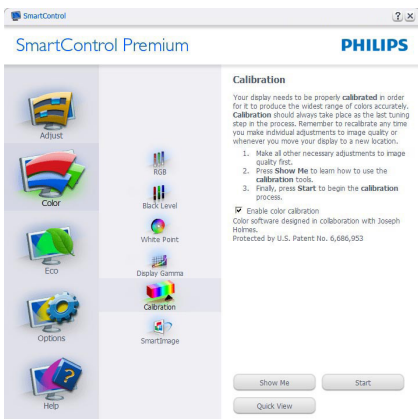 SmartControl
SmartControl Premium
PHILIPS
Adjust
Color
Eco
Options
Help
RGB
Black Level
White Point
Display Gamma
Calibration
SmartImage
Calibration
Your display needs to be properly calibrated in order
for it to produce the widest range of colors accurately.
Calibration should always take place as the last tuning
step in the process. Remember to recalibrate any time
you make individual adjustments to image quality or
whenever you move your display to a new location.
1. Make all other necessary adjustments to image
quality first.
2. Press Show Me to learn how to use the
calibration tools.
3. Finally, press Start to begin the calibration
process.
Enable color calibration
Color software designed in collaboration with Joseph
Holmes.
Protected by U.S. Patent No. 6,686,953
Show Me
Start
Quick View